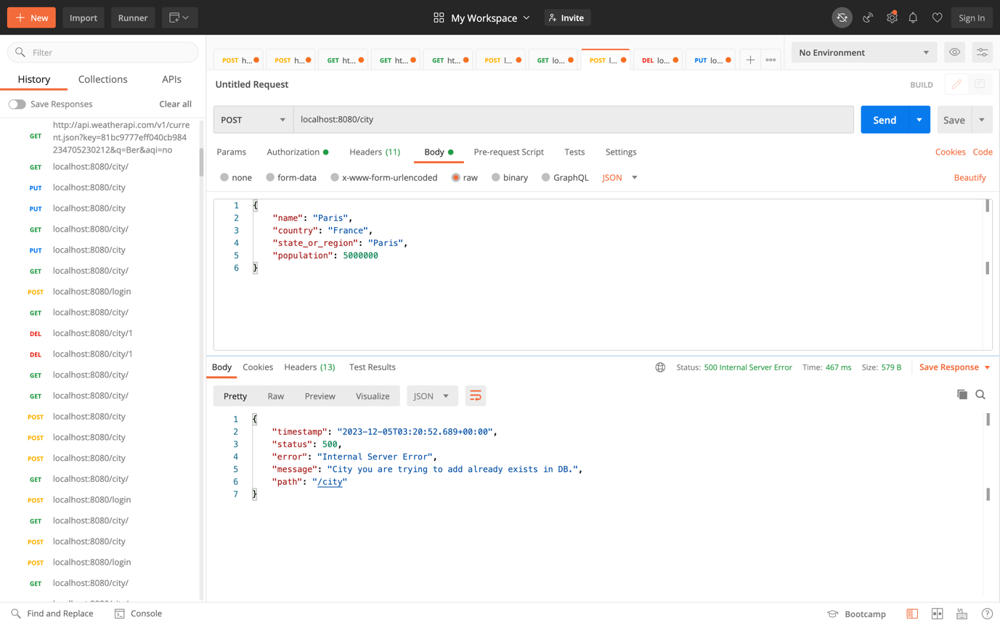 New
Import
Runner
My Workspace
Invite
Sign In
Filter
History
Collections
APIs
Save Responses
Clear all
GET
http://api.weatherapi.com/v1/curre
nt.json?key=81bc9777eff040cb984
234705230212&q=Ber&aqi=no
GET localhost:8080/city/
PUT localhost:8080/city
PUT localhost:8080/city
GET localhost:8080/city/
PUT localhost:8080/city
GET localhost:8080/city/
POST localhost:8080/login
GET localhost:8080/city/
DEL localhost:8080/city/1
DEL localhost:8080/city/1
GET localhost:8080/city/
GET localhost:8080/city/
POST localhost:8080/city
POST localhost:8080/city
POST localhost:8080/city
GET localhost:8080/city/
POST localhost:8080/login
GET localhost:8080/city/
POST localhost:8080/city
POST localhost:8080/login
GET localhost:8080/city/
POST h... POST h... GET ht... GET ht... GET ht... POST l... GET lo... POST l... DEL lo... PUT lo...
No Environment
Untitled Request
BUILD
POST
localhost:8080/city
Send
Save
Params Authorization Headers (11) Body Pre-request Script Tests Settings
Cookies Code
none form-data x-www-form-urlencoded raw binary GraphQL JSON
Beautify
1 {
2 "name": "Paris",
3 "country": "France",
4 "state_or_region": "Paris",
5 "population": 5000000
6 }
Body Cookies Headers (13) Test Results
Status: 500 Internal Server Error Time: 467 ms Size: 579 B
Save Response
Pretty Raw Preview Visualize JSON
1 {
2 "timestamp": "2023-12-05T03:20:52.689+00:00",
3 "status": 500,
4 "error": "Internal Server Error",
5 "message": "City you are trying to add already exists in DB.",
6 "path": "/city"
7 }
Find and Replace
Console
Bootcamp